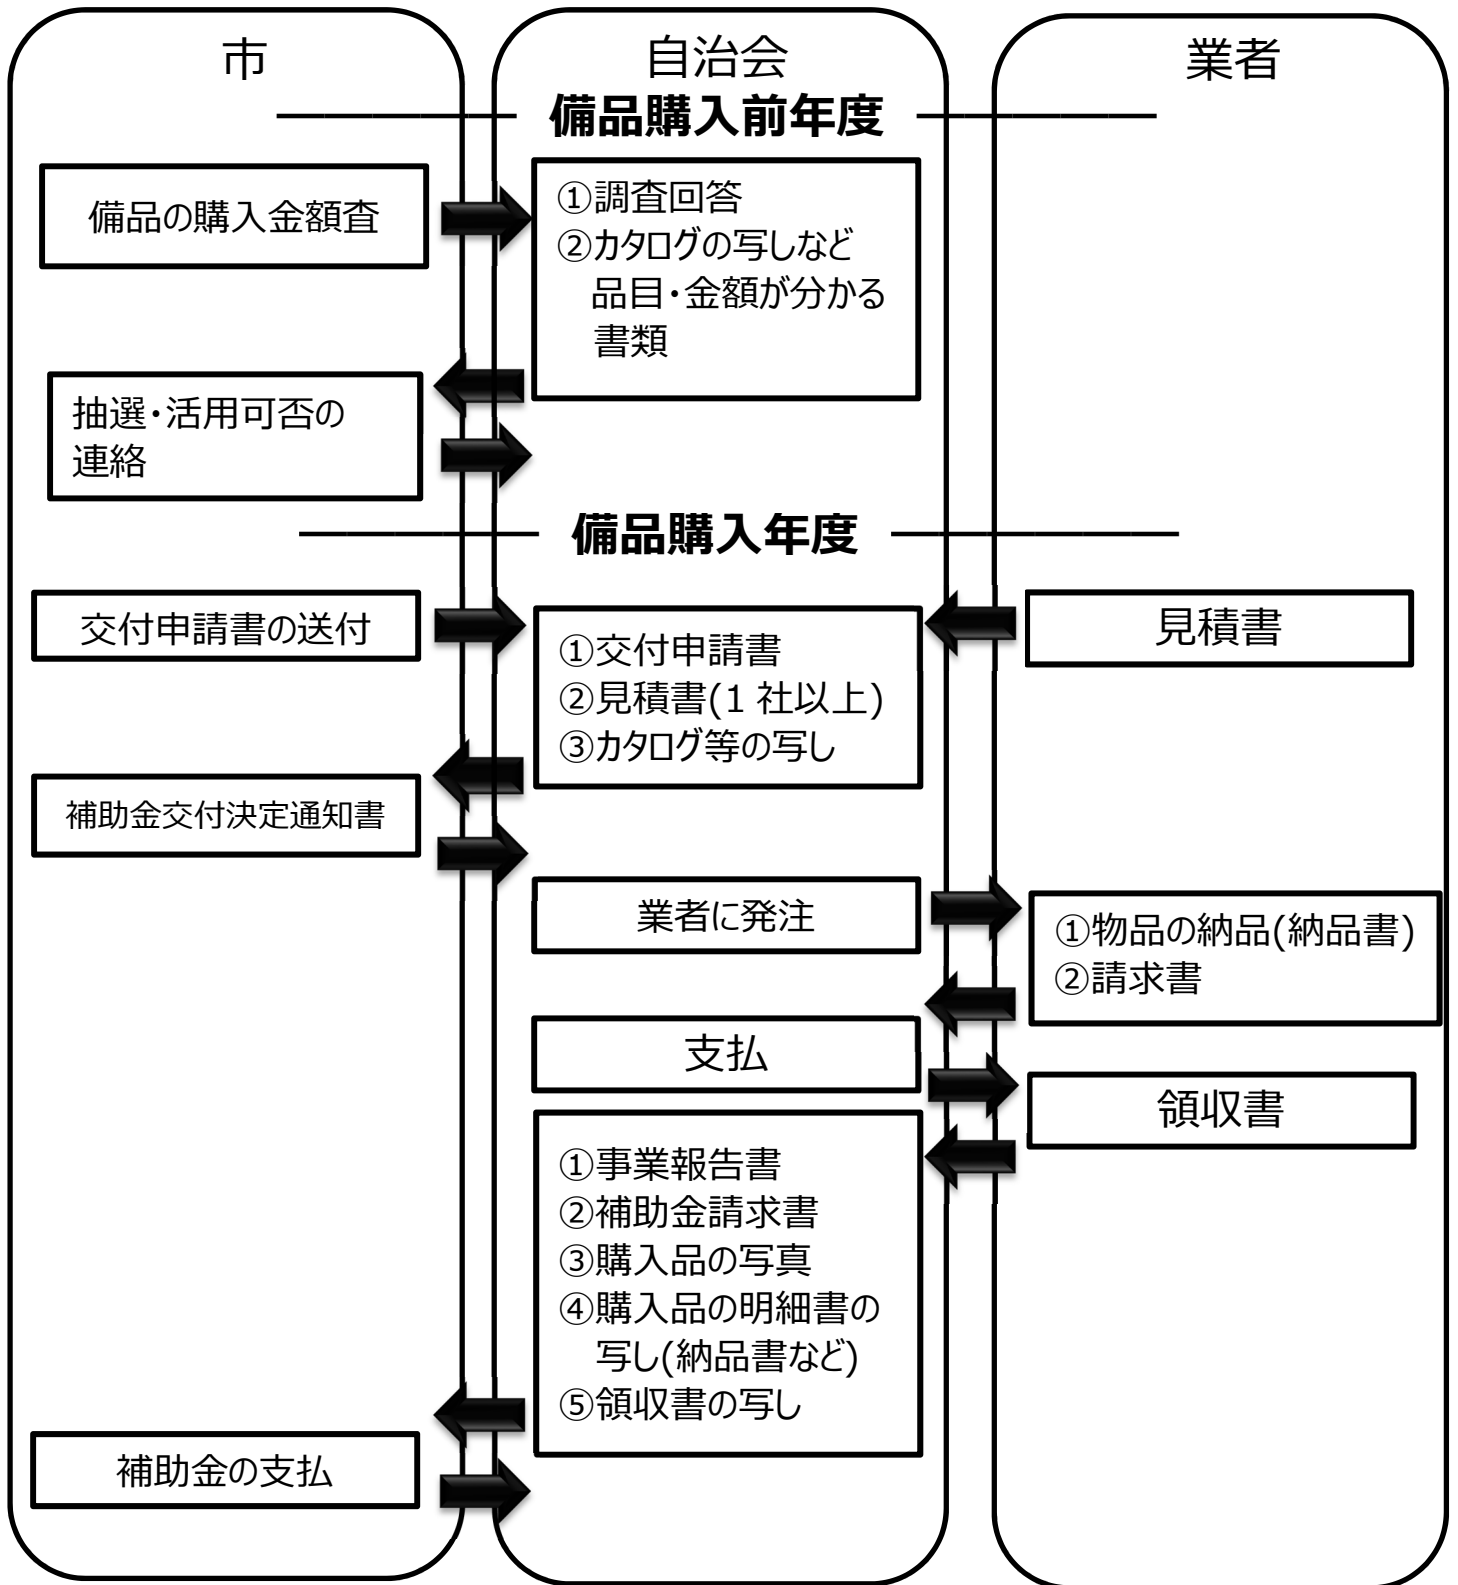 市
自治会
業者
備品購入前年度
備品の購入金額査
①調査回答
②カタログの写しなど
品目・金額が分かる
書類
抽選・活用可否の
連絡
備品購入年度
交付申請書の送付
①交付申請書
②見積書(1 社以上)
③カタログ等の写し
見積書
補助金交付決定通知書
業者に発注
①物品の納品(納品書)
②請求書
支払
領収書
①事業報告書
②補助金請求書
③購入品の写真
④購入品の明細書の
写し(納品書など)
⑤領収書の写し
補助金の支払